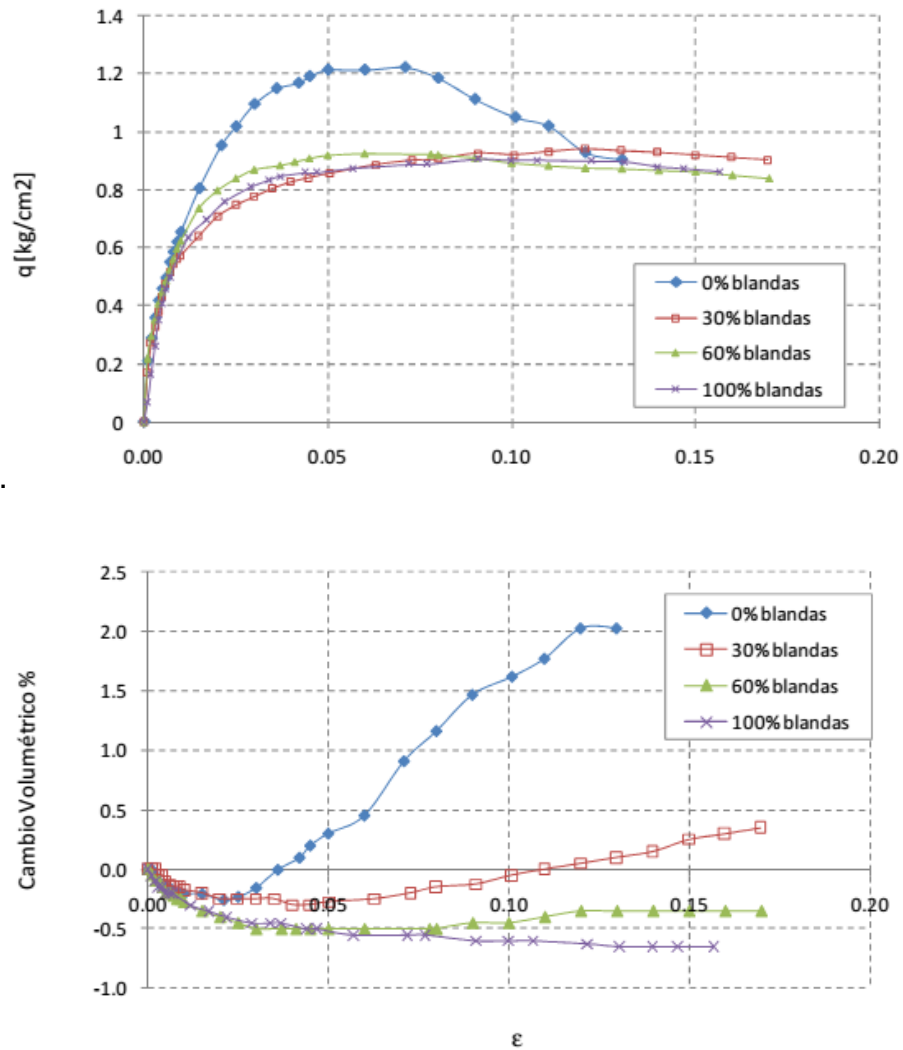 1.4
1.2
1
0.8
0.6
0.4
0.2
0
q[kg/cm2]
0% blandas
30% blandas
60% blandas
100% blandas
0.00 0.05 0.10 0.15 0.20
.
2.5
2.0
1.5
1.0
0.5
0.0
-0.5
-1.0
Cambio Volumétrico %
0% blandas
30% blandas
60% blandas
100% blandas
0.00 0.05 0.10 0.15 0.20
ε